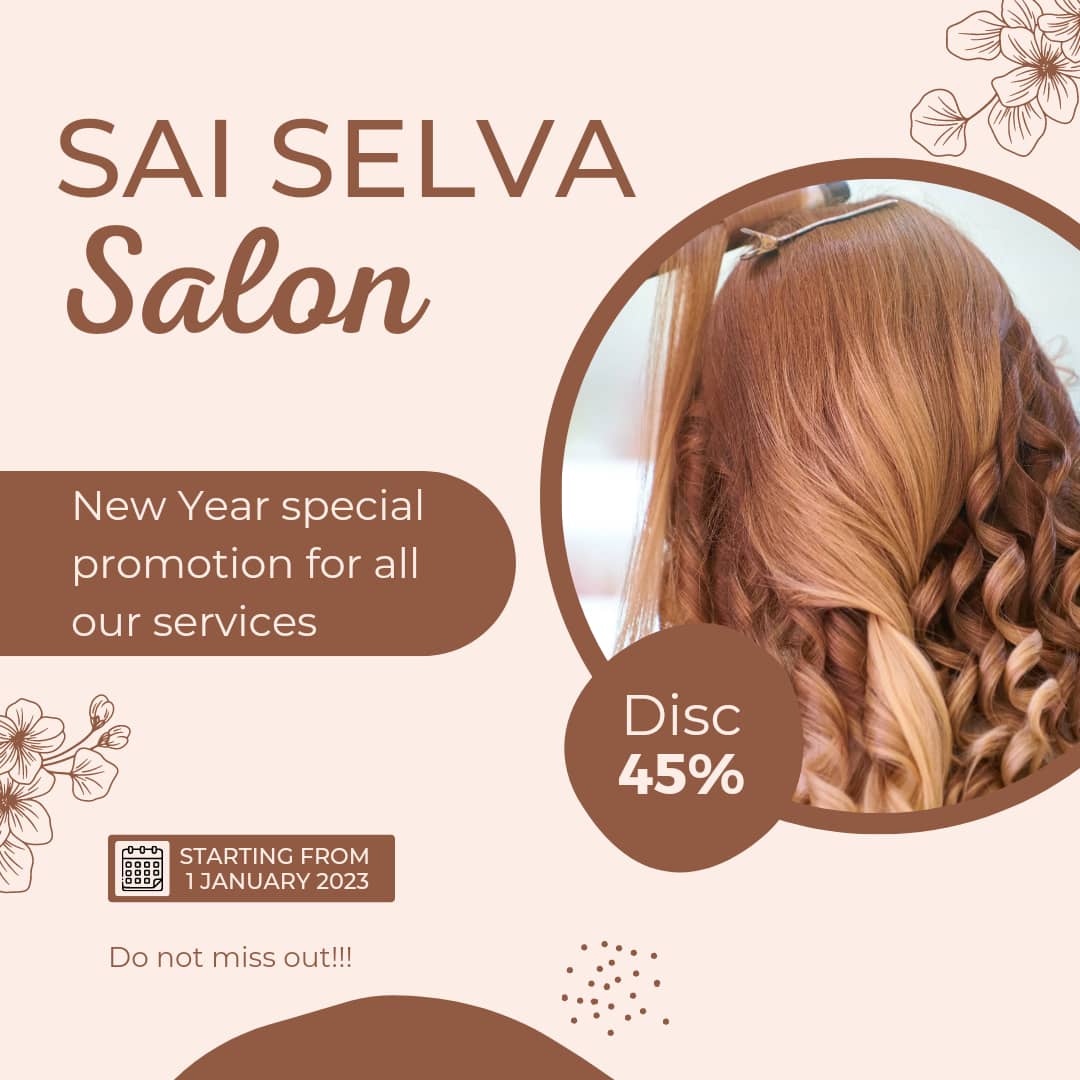 SAI SELVA
Salon
New Year special
promotion for all
our services
Disc
45%
STARTING FROM
1 JANUARY 2023
Do not miss out!!!